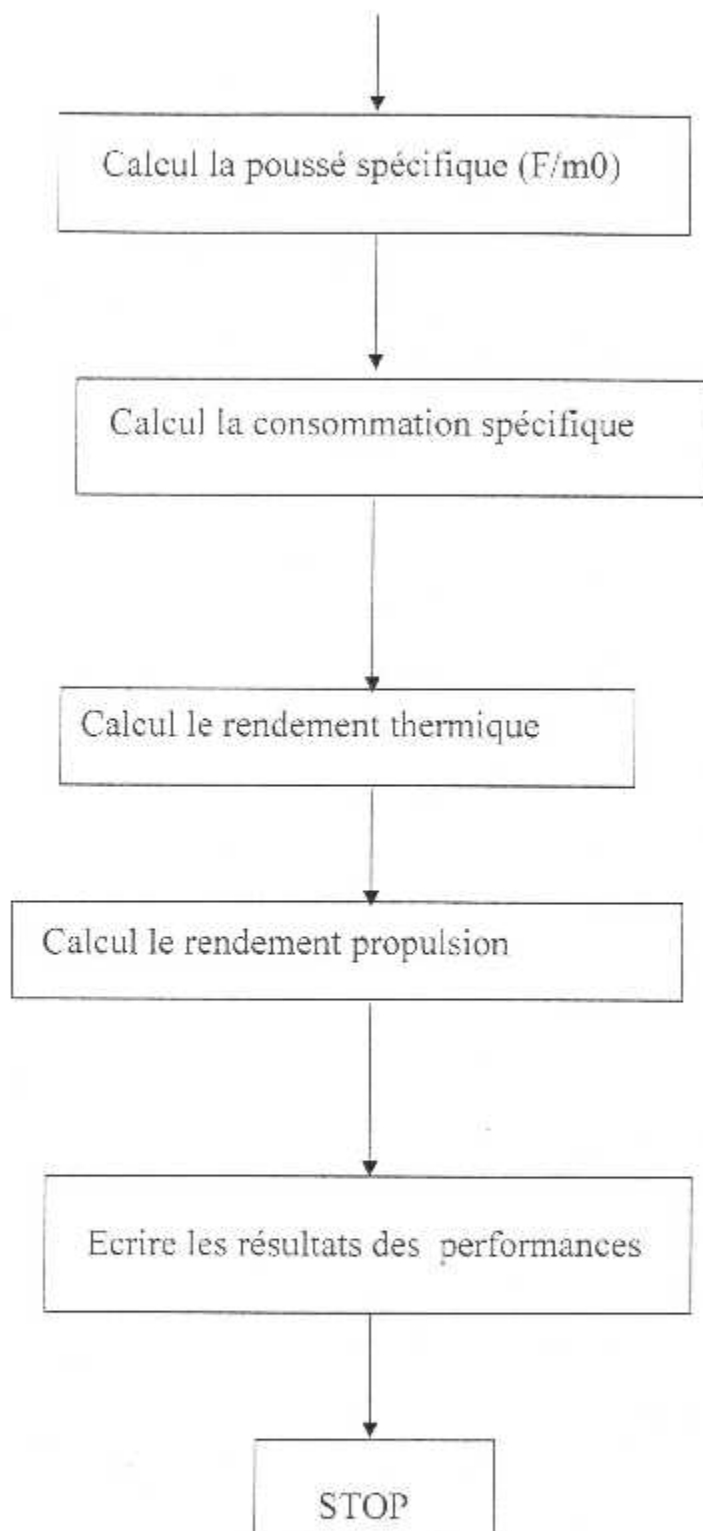 Calcul la poussé spécifique (F/m0)
Calcul la consommation spécifique
Calcul le rendement thermique
Calcul le rendement propulsion
Ecrire les résultats des performances
STOP